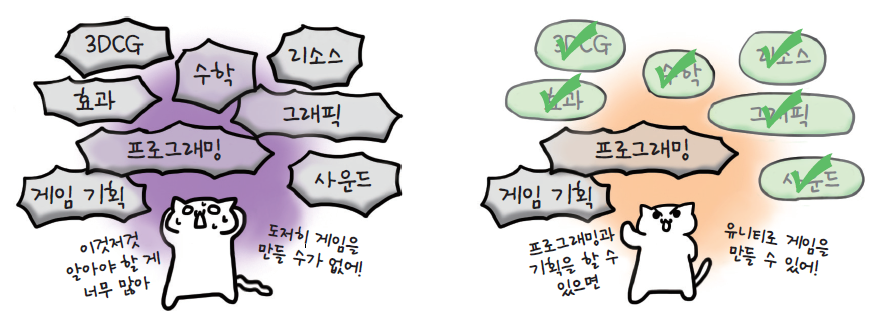 3DCG
수학
리소스
효과
그래픽
프로그래밍
게임 기획
사운드
이것저것
알아야 할 게
너무 많아
도저히 게임을
만들 수가 없어!
3DCG
수학
리소스
효과
그래픽
프로그래밍
게임 기획
사운드
프로그래밍과
기획을 할 수
있으면
유니티로 게임을
만들 수 있어!